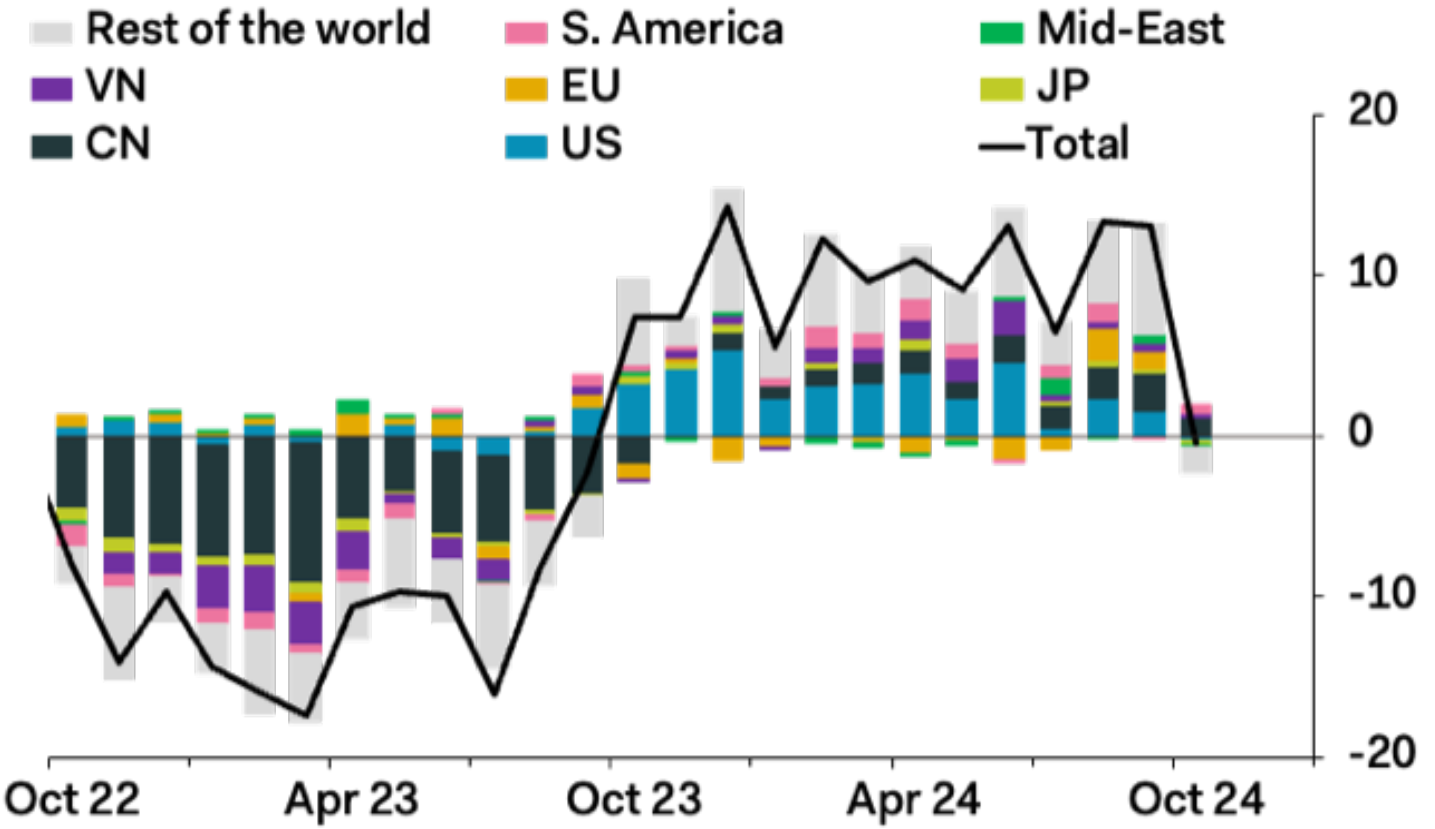 Rest of the world S. America Mid-East
VN EU JP
CN US Total
20
10
0
-10
-20
Oct 22 Apr 23 Oct 23 Apr 24 Oct 24